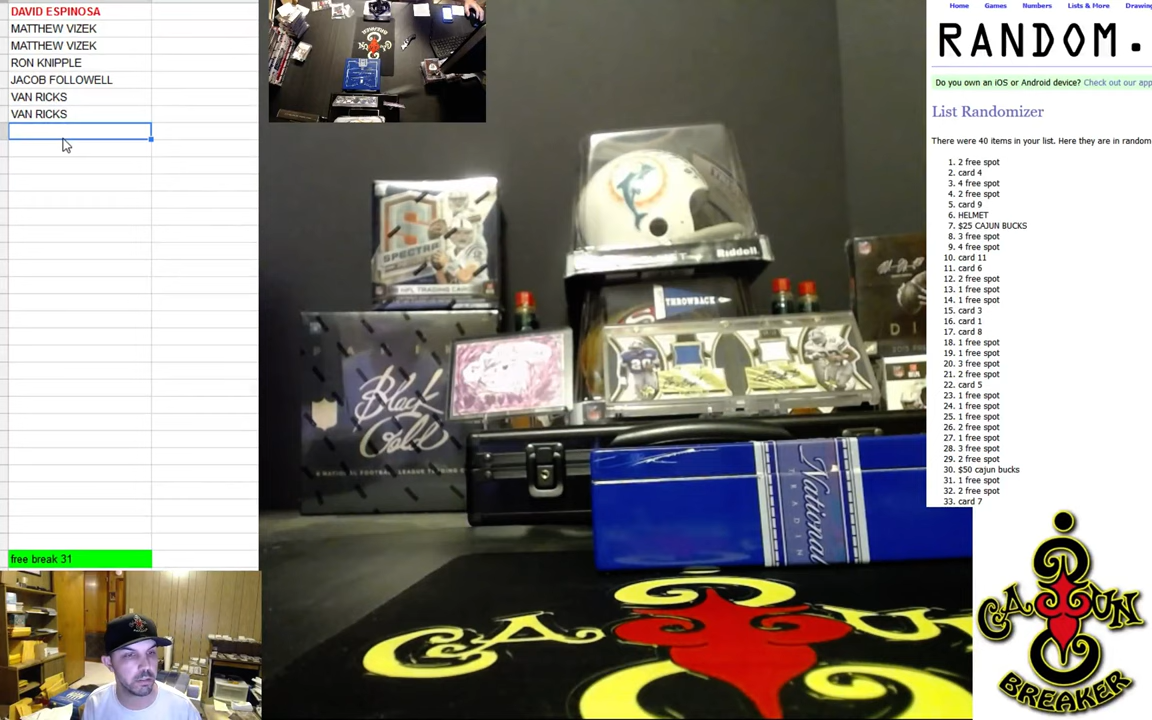 DAVID ESPINOSA
MATTHEW VIZEK
MATTHEW VIZEK
RON KNIPPLE
JACOB FOLLOWELL
VAN RICKS
VAN RICKS
free break 31
SPECTRA
Riddell
THROWBACK
Black
Gold
National
CAJUN
Home Games Numbers Lists & More Drawing
RANDOM.
Do you own an iOS or Android device? Check out our app
List Randomizer
There were 40 items in your list. Here they are in random
1. 2 free spot
2. card 4
3. 4 free spot
4. 2 free spot
5. card 9
6. HELMET
7. $25 CAJUN BUCKS
8. 3 free spot
9. 4 free spot
10. card 11
11. card 6
12. 2 free spot
13. 1 free spot
14. 1 free spot
15. card 3
16. card 1
17. card 8
18. 1 free spot
19. 1 free spot
20. 3 free spot
21. 2 free spot
22. card 5
23. 1 free spot
24. 1 free spot
25. 1 free spot
26. 2 free spot
27. 1 free spot
28. 3 free spot
29. 2 free spot
30. $50 cajun bucks
31. 1 free spot
32. 2 free spot
33. card 7
CAJUN
BREAKER